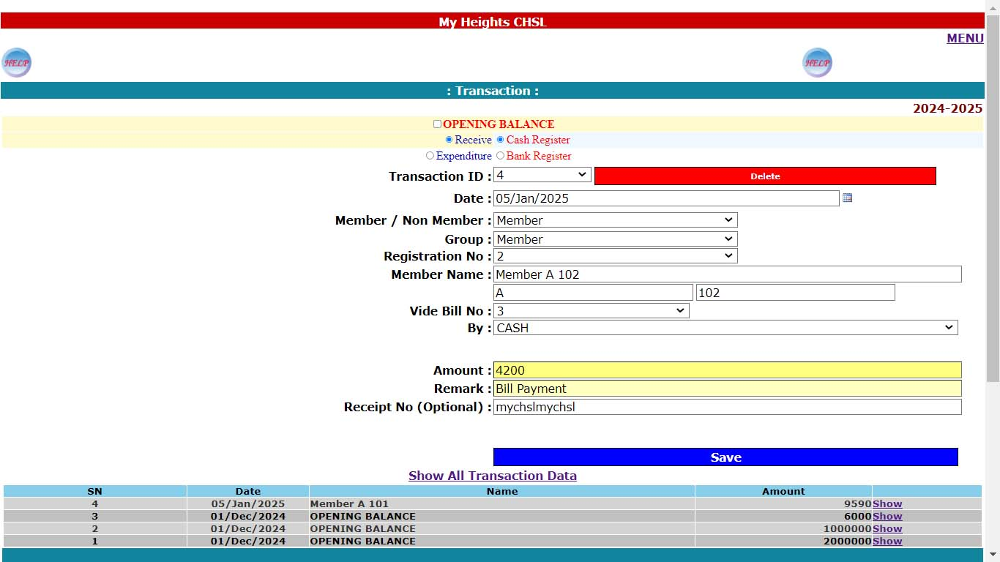 My Heights CHSL
MENU
HELP HELP
: Transaction :
2024-2025
OPENING BALANCE
Receive Cash Register
Expenditure Bank Register
Transaction ID : 4 Delete
Date : 05/Jan/2025
Member / Non Member : Member
Group : Member
Registration No : 2
Member Name : Member A 102
A 102
Vide Bill No : 3
By : CASH
Amount : 4200
Remark : Bill Payment
Receipt No (Optional) : mychslmychsl
Save
Show All Transaction Data
SN Date Name Amount
4 05/Jan/2025 Member A 101 9590 Show
3 01/Dec/2024 OPENING BALANCE 6000 Show
2 01/Dec/2024 OPENING BALANCE 1000000 Show
1 01/Dec/2024 OPENING BALANCE 2000000 Show